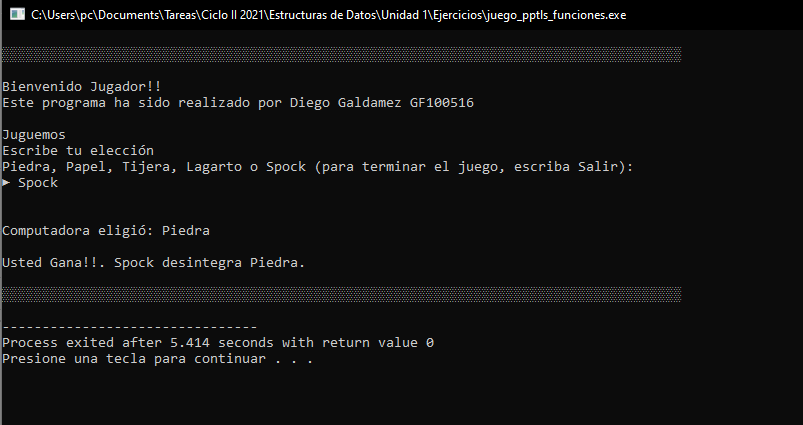 C:\Users\pc\Documents\Tareas\Ciclo II 2021\Estructuras de Datos\Unidad 1\Ejercicios\juego_pptls_funciones.exe
Bienvenido Jugador!!
Este programa ha sido realizado por Diego Galdamez GF100516
Juguemos
Escribe tu elección
Piedra, Papel, Tijera, Lagarto o Spock (para terminar el juego, escriba Salir):
► Spock
Computadora eligió: Piedra
Usted Gana!!. Spock desintegra Piedra.
--------------------------------
Process exited after 5.414 seconds with return value 0
Presione una tecla para continuar . . .